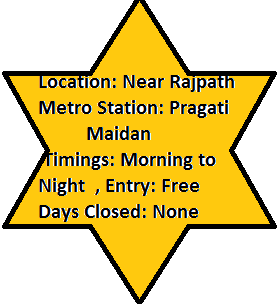 Location: Near Rajpath
Metro Station: Pragati
Maidan
Timings: Morning to
Night , Entry: Free
Days Closed: None